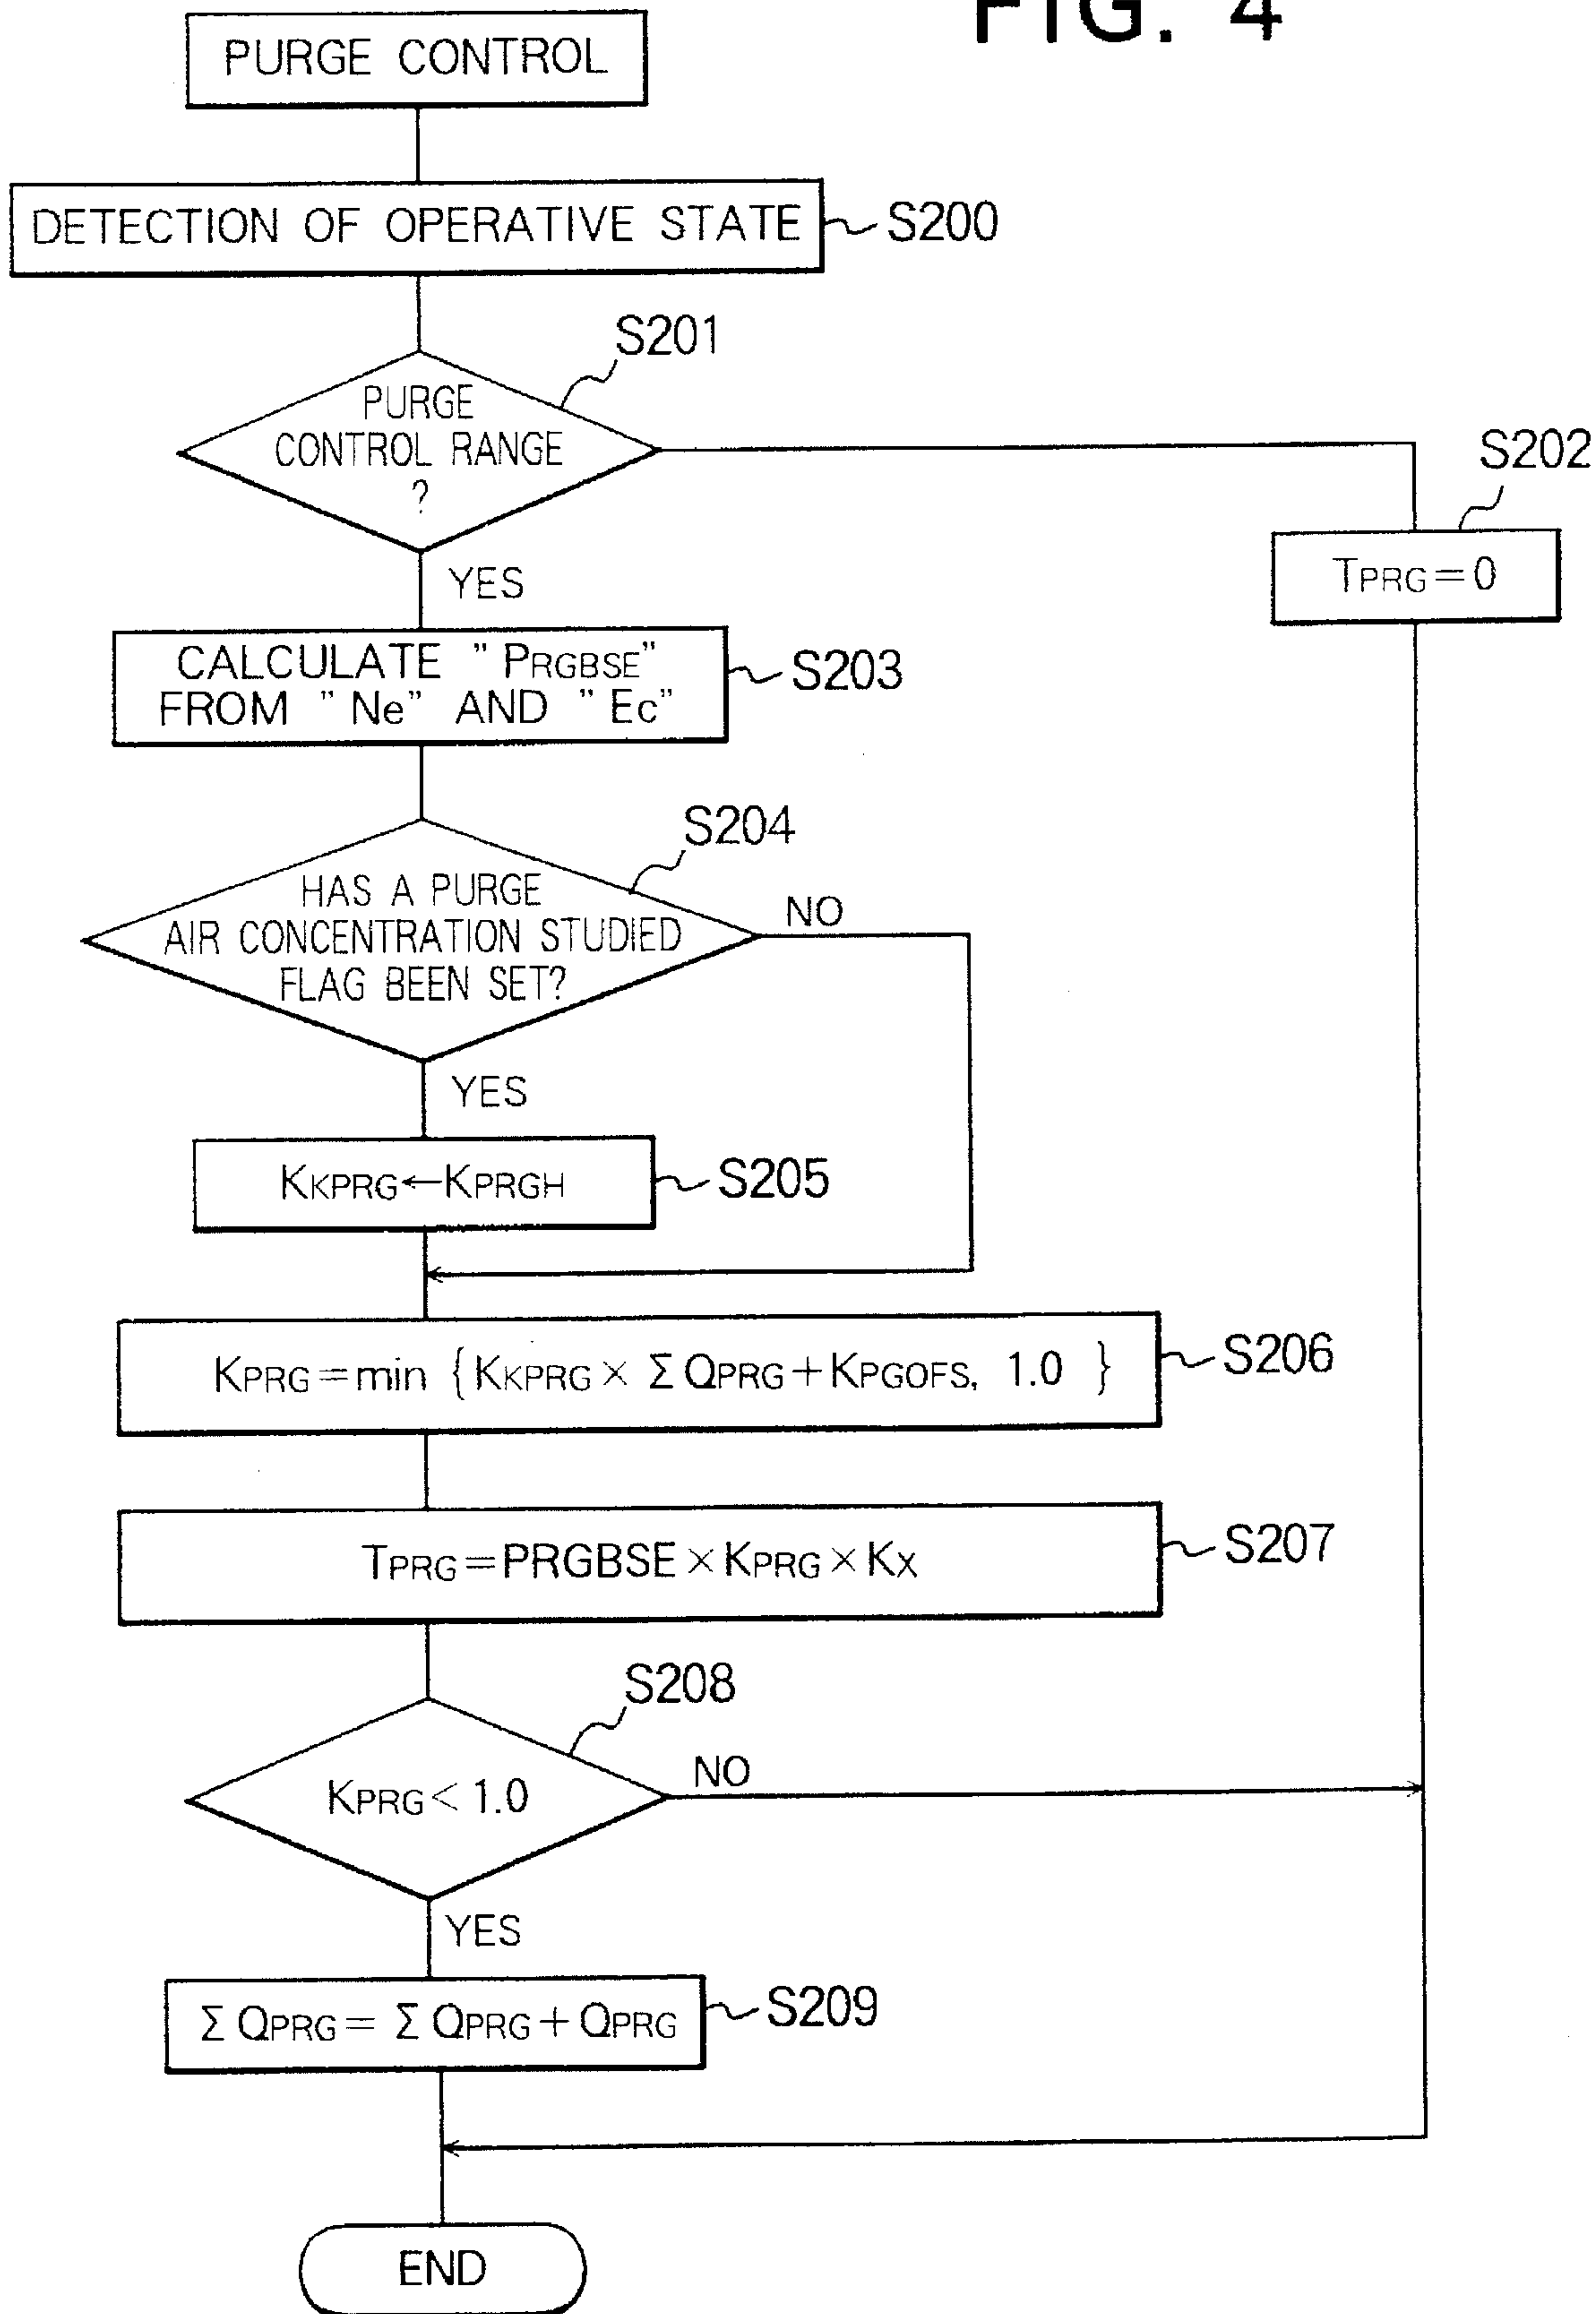 FIG. 4
PURGE CONTROL
DETECTION OF OPERATIVE STATE
S200
S201
PURGE
CONTROL RANGE
?
S202
TPRG=0
YES
CALCULATE "PRGBSE"
FROM "Ne" AND "Ec"
S203
S204
HAS A PURGE
AIR CONCENTRATION STUDIED
FLAG BEEN SET?
NO
YES
KKPRG←KPRGH
S205
KPRG=min {KKPRG× ΣQPRG+KPGOFS, 1.0 }
S206
TPRG=PRGBSE×KPRG×KX
S207
S208
KPRG< 1.0
NO
YES
ΣQPRG= ΣQPRG+QPRG
S209
END